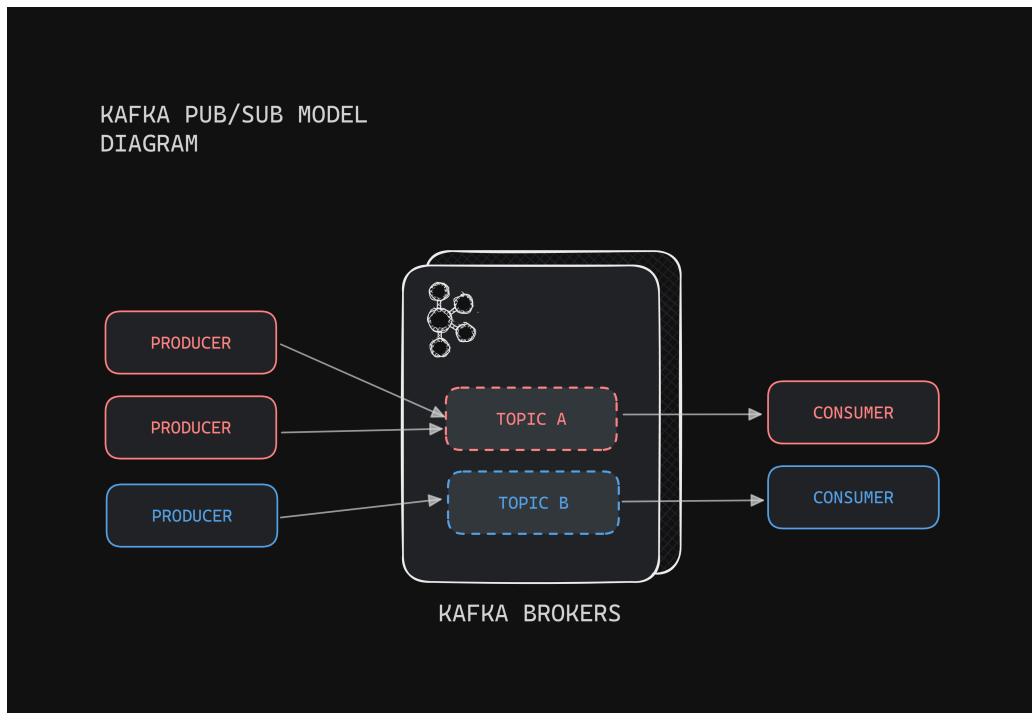 KAFKA PUB/SUB MODEL
DIAGRAM
PRODUCER
PRODUCER
PRODUCER
TOPIC A
TOPIC B
CONSUMER
CONSUMER
KAFKA BROKERS